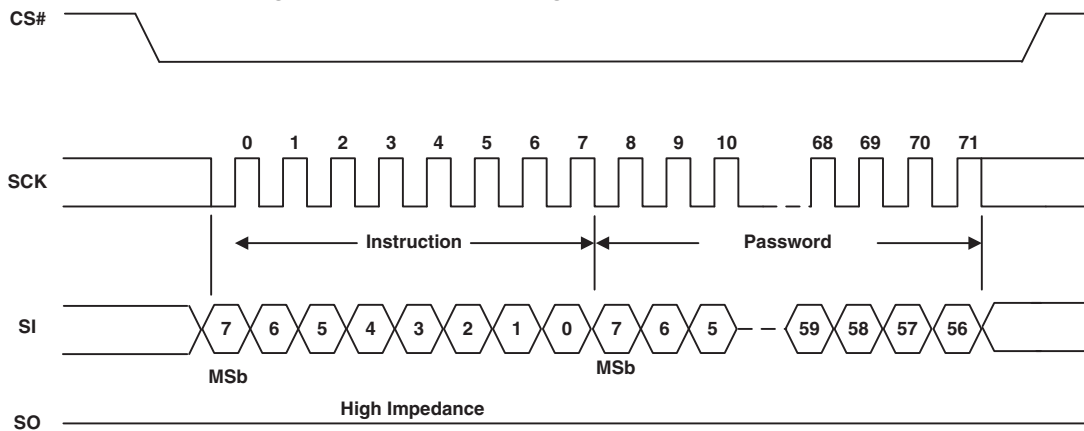 CS#
0 1 2 3 4 5 6 7 8 9 10 68 69 70 71
SCK
Instruction Password
SI 7 6 5 4 3 2 1 0 7 6 5 59 58 57 56
MSb MSb
High Impedance
SO